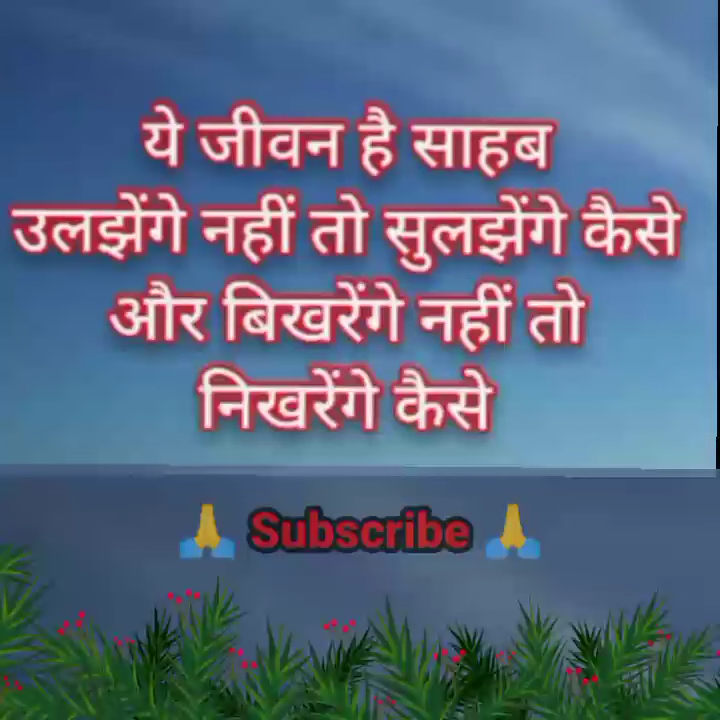 ये जीवन है साहब
उलझेंगे नहीं तो सुलझेंगे कैसे
और बिखरेंगे नहीं तो
निखरेंगे कैसे
🙏 Subscribe 🙏